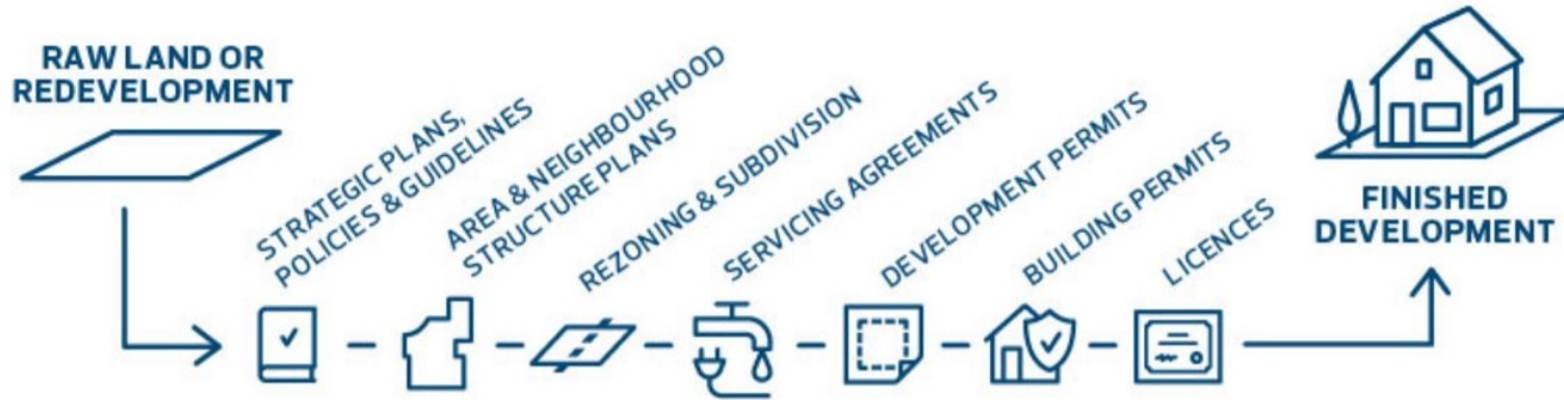 RAW LAND OR
REDEVELOPMENT
STRATEGIC PLANS,
POLICIES & GUIDELINES
AREA & NEIGHBOURHOOD
STRUCTURE PLANS
REZONING & SUBDIVISION
SERVICING AGREEMENTS
DEVELOPMENT PERMITS
BUILDING PERMITS
LICENCES
FINISHED
DEVELOPMENT